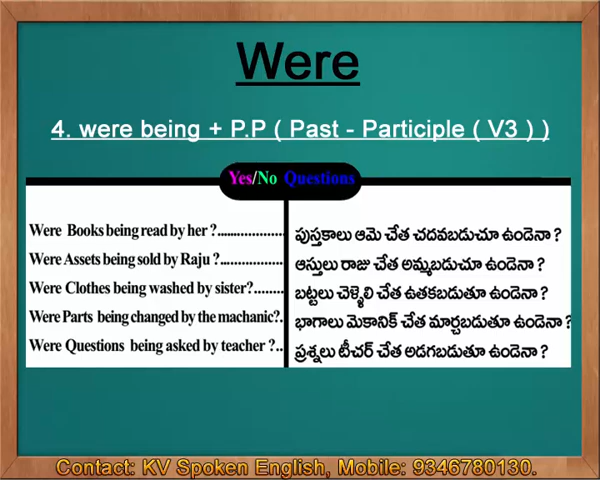 Were
4. were being + P.P ( Past - Participle ( V3 ) )
Yes/No Questions
Were Books being read by her ?....................
పుస్తకాలు ఆమె చేత చదవబడుచూ ఉండెనా ?
Were Assets being sold by Raju ?..................
ఆస్తులు రాజు చేత అమ్మబడుచూ ఉండెనా ?
Were Clothes being washed by sister?........
బట్టలు చెళ్ళెలి చేత ఉతకబడుతూ ఉండెనా ?
Were Parts being changed by the machanic?.
భాగాలు మెకానిక్ చేత మార్చబడుతూ ఉండెనా ?
Were Questions being asked by teacher ?..
ప్రశ్నలు టీచర్ చేత అడగబడుతూ ఉండెనా ?
Contact: KV Spoken English, Mobile: 9346780130.